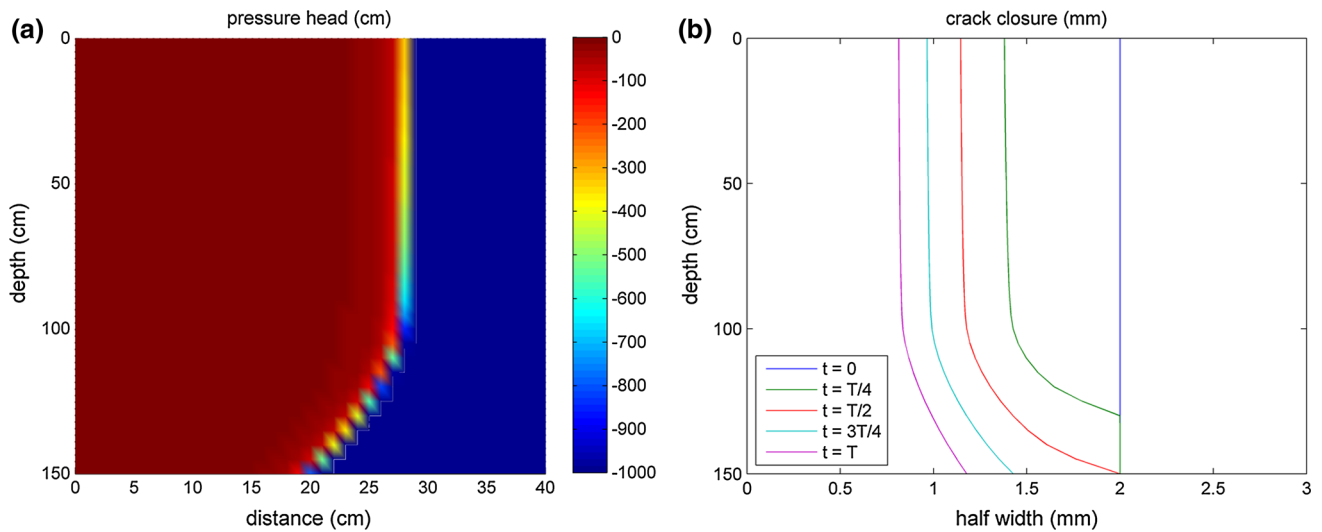 (a)
pressure head (cm)
0
50
100
150
depth (cm)
0 5 10 15 20 25 30 35 40
distance (cm)
0
-100
-200
-300
-400
-500
-600
-700
-800
-900
-1000
(b)
crack closure (mm)
0
50
100
150
depth (cm)
t = 0
t = T/4
t = T/2
t = 3T/4
t = T
0 0.5 1 1.5 2 2.5 3
half width (mm)